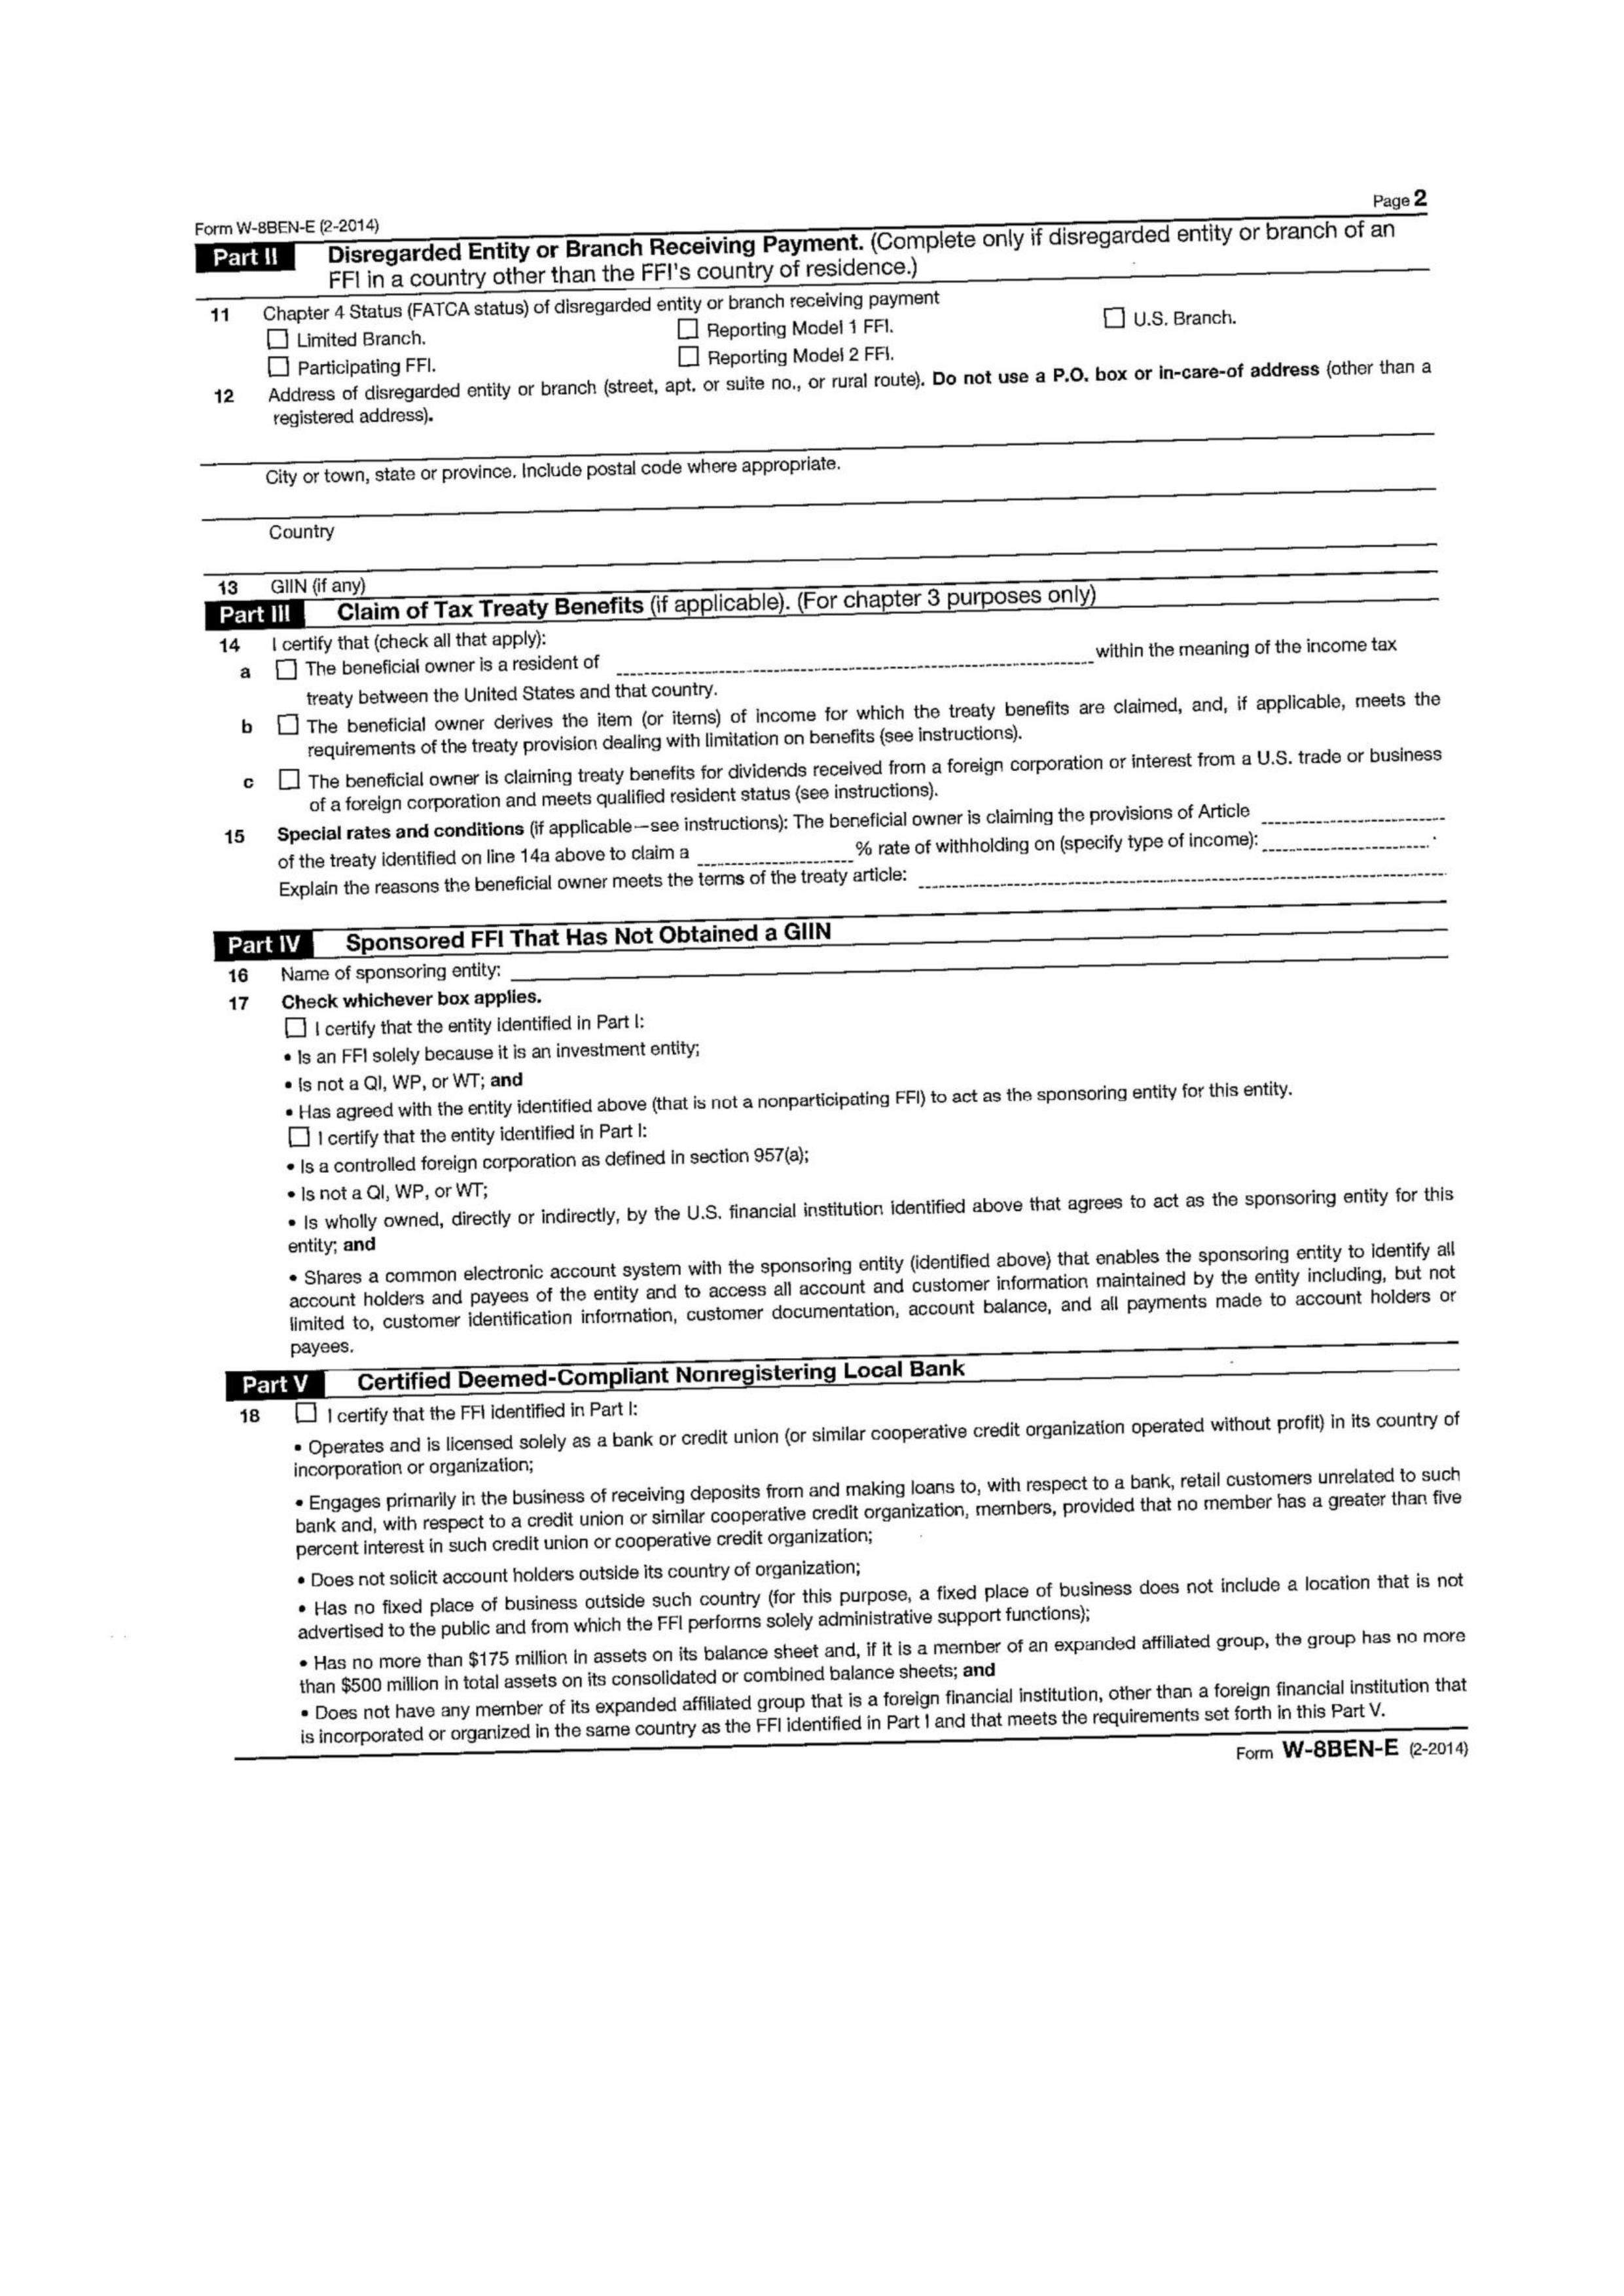 Form W-8BEN-E (2-2014) Page 2
Part II Disregarded Entity or Branch Receiving Payment. (Complete only if disregarded entity or branch of an
FFI in a country other than the FFI's country of residence.)
11 Chapter 4 Status (FATCA status) of disregarded entity or branch receiving payment
☐ Limited Branch. ☐ Reporting Model 1 FFI. ☐ U.S. Branch.
☐ Participating FFI. ☐ Reporting Model 2 FFI.
12 Address of disregarded entity or branch (street, apt. or suite no., or rural route). Do not use a P.O. box or in-care-of address (other than a
registered address).
City or town, state or province. Include postal code where appropriate.
Country
13 GIIN (if any)
Part III Claim of Tax Treaty Benefits (if applicable). (For chapter 3 purposes only)
14 I certify that (check all that apply):
a ☐ The beneficial owner is a resident of within the meaning of the income tax
treaty between the United States and that country.
b ☐ The beneficial owner derives the item (or items) of income for which the treaty benefits are claimed, and, if applicable, meets the
requirements of the treaty provision dealing with limitation on benefits (see instructions).
c ☐ The beneficial owner is claiming treaty benefits for dividends received from a foreign corporation or interest from a U.S. trade or business
of a foreign corporation and meets qualified resident status (see instructions).
15 Special rates and conditions (if applicable—see instructions): The beneficial owner is claiming the provisions of Article
of the treaty identified on line 14a above to claim a % rate of withholding on (specify type of income): .
Explain the reasons the beneficial owner meets the terms of the treaty article:
Part IV Sponsored FFI That Has Not Obtained a GIIN
16 Name of sponsoring entity:
17 Check whichever box applies.
☐ I certify that the entity identified in Part I:
• Is an FFI solely because it is an investment entity;
• Is not a QI, WP, or WT; and
• Has agreed with the entity identified above (that is not a nonparticipating FFI) to act as the sponsoring entity for this entity.
☐ I certify that the entity identified in Part I:
• Is a controlled foreign corporation as defined in section 957(a);
• Is not a QI, WP, or WT;
• Is wholly owned, directly or indirectly, by the U.S. financial institution identified above that agrees to act as the sponsoring entity for this
entity; and
• Shares a common electronic account system with the sponsoring entity (identified above) that enables the sponsoring entity to identify all
account holders and payees of the entity and to access all account and customer information maintained by the entity including, but not
limited to, customer identification information, customer documentation, account balance, and all payments made to account holders or
payees.
Part V Certified Deemed-Compliant Nonregistering Local Bank
18 ☐ I certify that the FFI identified in Part I:
• Operates and is licensed solely as a bank or credit union (or similar cooperative credit organization operated without profit) in its country of
incorporation or organization;
• Engages primarily in the business of receiving deposits from and making loans to, with respect to a bank, retail customers unrelated to such
bank and, with respect to a credit union or similar cooperative credit organization, members, provided that no member has a greater than five
percent interest in such credit union or cooperative credit organization;
• Does not solicit account holders outside its country of organization;
• Has no fixed place of business outside such country (for this purpose, a fixed place of business does not include a location that is not
advertised to the public and from which the FFI performs solely administrative support functions);
• Has no more than $175 million in assets on its balance sheet and, if it is a member of an expanded affiliated group, the group has no more
than $500 million in total assets on its consolidated or combined balance sheets; and
• Does not have any member of its expanded affiliated group that is a foreign financial institution, other than a foreign financial institution that
is incorporated or organized in the same country as the FFI identified in Part I and that meets the requirements set forth in this Part V.
Form W-8BEN-E (2-2014)